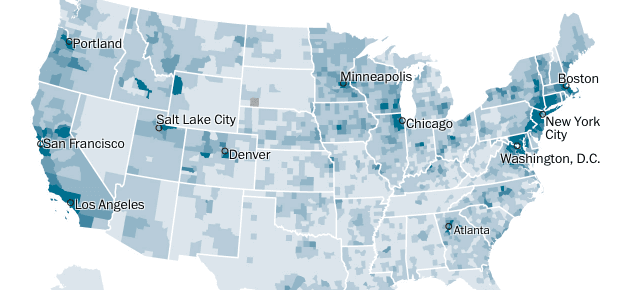 Portland
Minneapolis
Boston
Salt Lake City
Chicago
New York
City
San Francisco
Denver
Washington, D.C.
Los Angeles
Atlanta